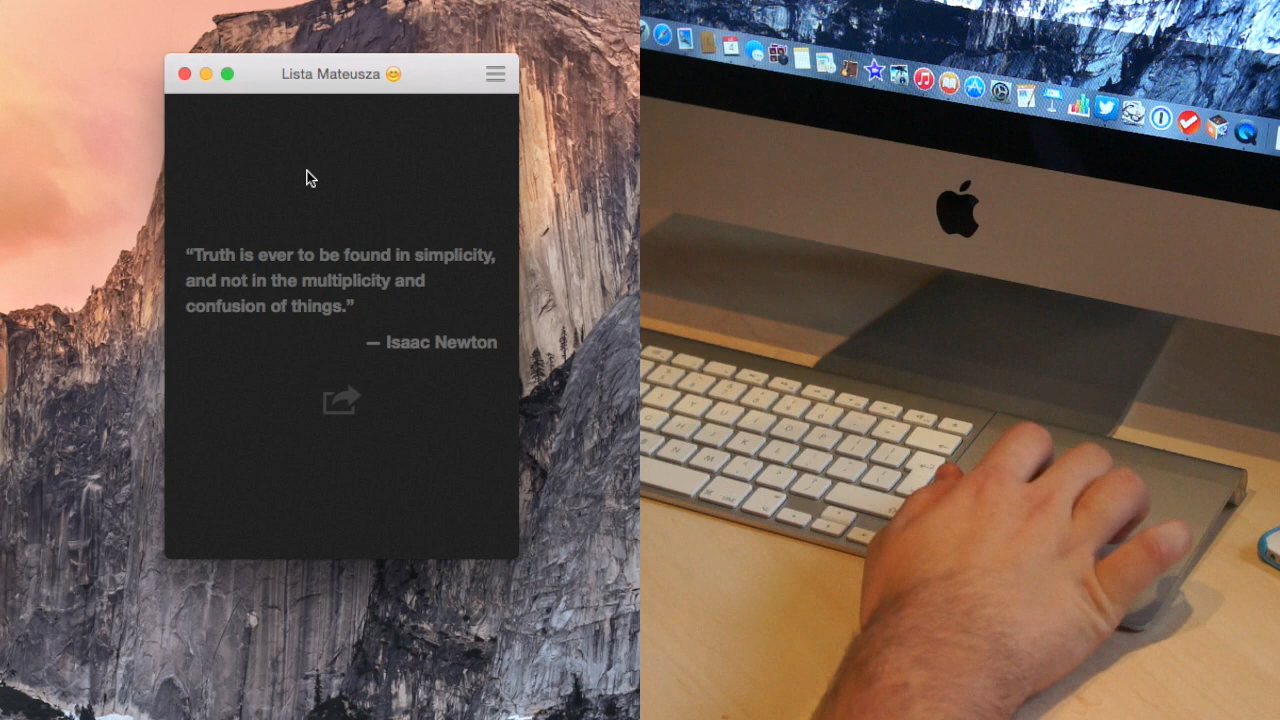 Lista Mateusza 😊
“Truth is ever to be found in simplicity,
and not in the multiplicity and
confusion of things.”
— Isaac Newton